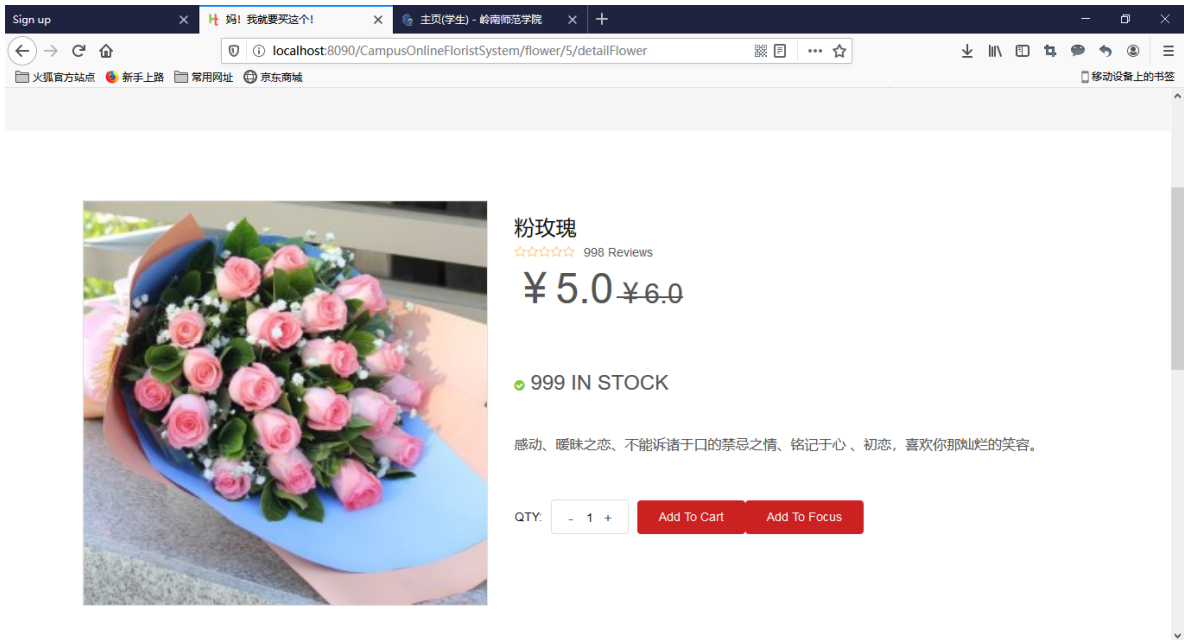 Sign up
妈！我就要买这个！
主页(学生) - 岭南师范学院
localhost:8090/CampusOnlineFloristSystem/flower/5/detailFlower
火狐官方站点 新手上路 常用网址 京东商城 移动设备上的书签
粉玫瑰
998 Reviews
￥5.0 ￥6.0
999 IN STOCK
感动、暧昧之恋、不能诉诸于口的禁忌之情、铭记于心 、初恋，喜欢你那灿烂的笑容。
QTY: - 1 + Add To Cart Add To Focus